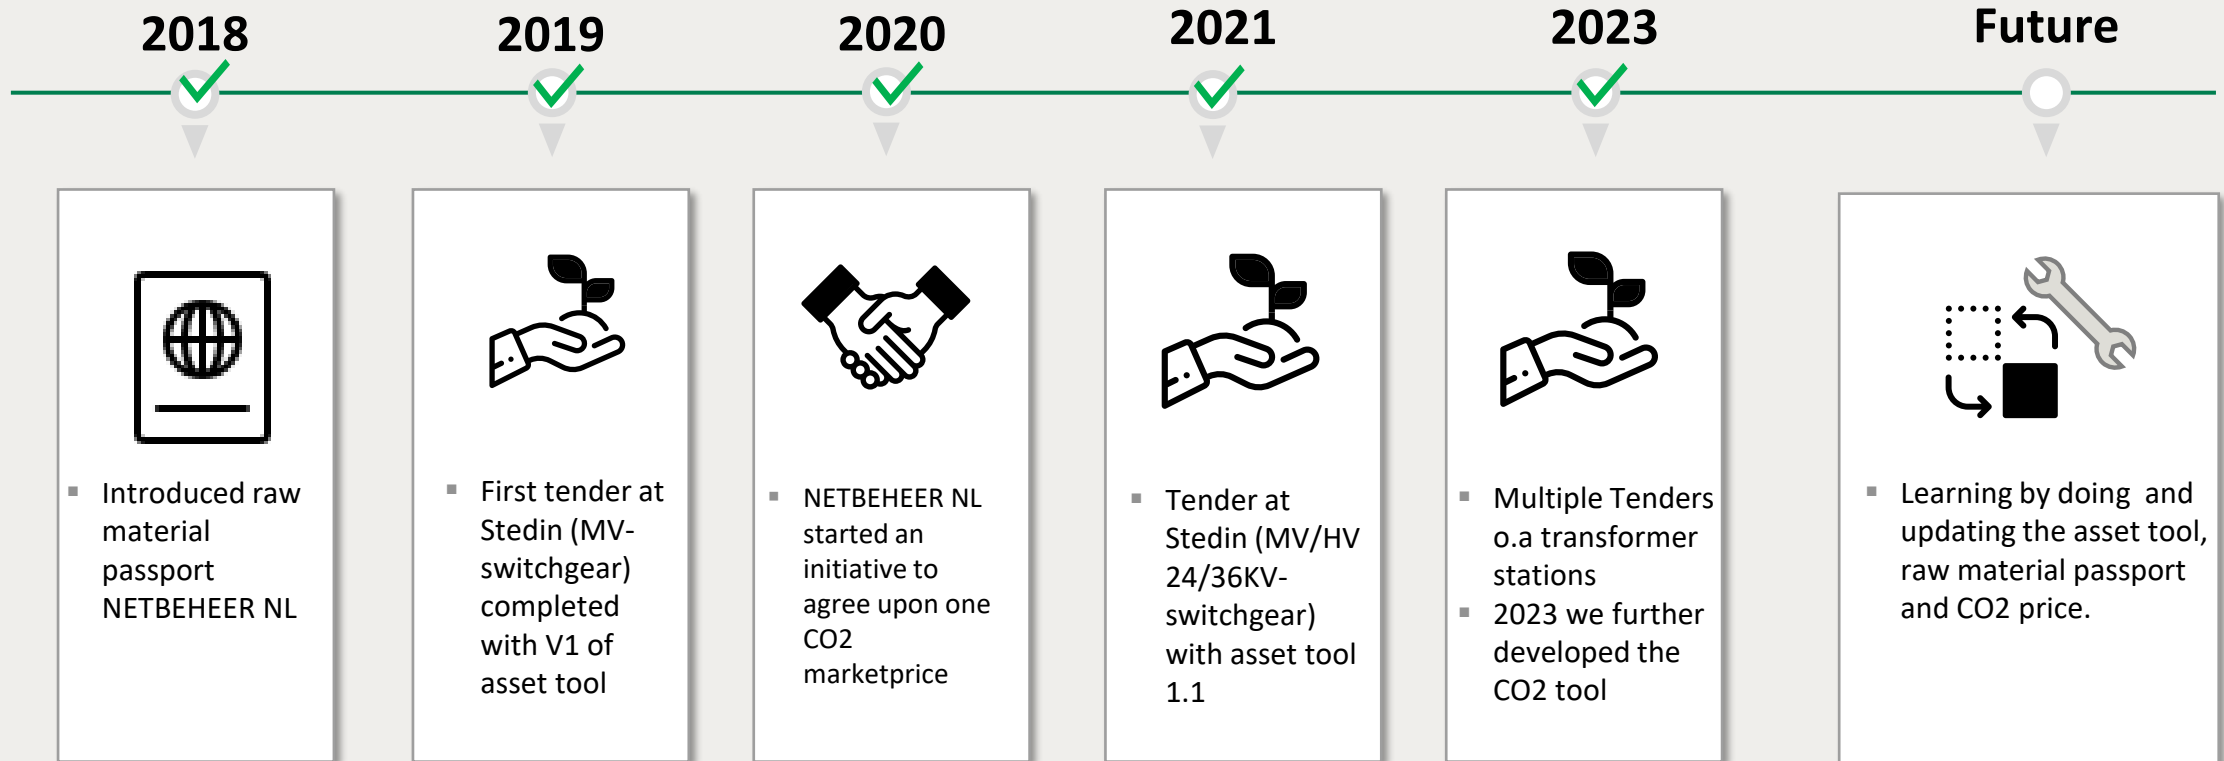 2018
2019
2020
2021
2023
Future
Introduced raw
material
passport
NETBEHEER NL
First tender at
Stedin (MV-
switchgear)
completed
with V1 of
asset tool
NETBEHEER NL
started an
initiative to
agree upon one
CO2
marketprice
Tender at
Stedin (MV/HV
24/36KV-
switchgear)
with asset tool
1.1
Multiple Tenders
o.a transformer
stations
2023 we further
developed the
CO2 tool
Learning by doing  and
updating the asset tool,
raw material passport
and CO2 price.